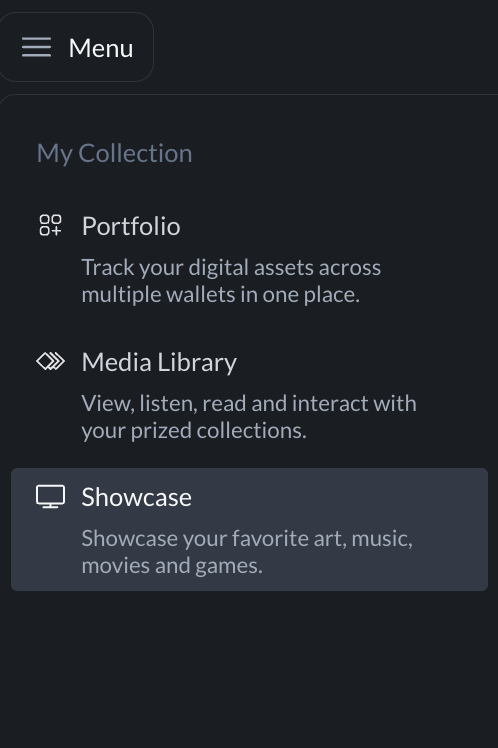 Menu
My Collection
Portfolio
Track your digital assets across
multiple wallets in one place.
Media Library
View, listen, read and interact with
your prized collections.
Showcase
Showcase your favorite art, music,
movies and games.